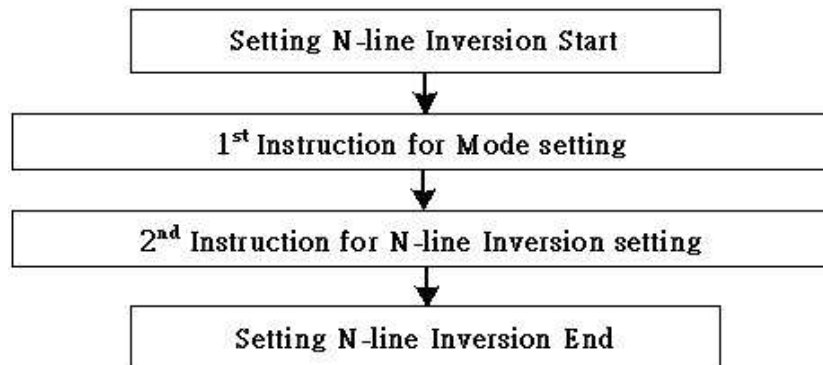 Setting N-line Inversion Start
1st Instruction for Mode setting
2nd Instruction for N-line Inversion setting
Setting N-line Inversion End